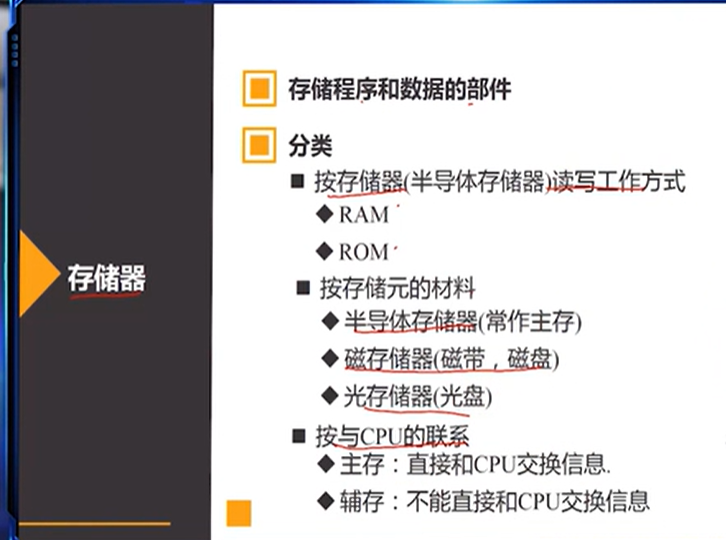 存储器
存储程序和数据的部件
分类
按存储器(半导体存储器)读写工作方式
RAM
ROM
按存储元的材料
半导体存储器(常作主存)
磁存储器(磁带，磁盘)
光存储器(光盘)
按与CPU的联系
主存：直接和CPU交换信息.
辅存：不能直接和CPU交换信息